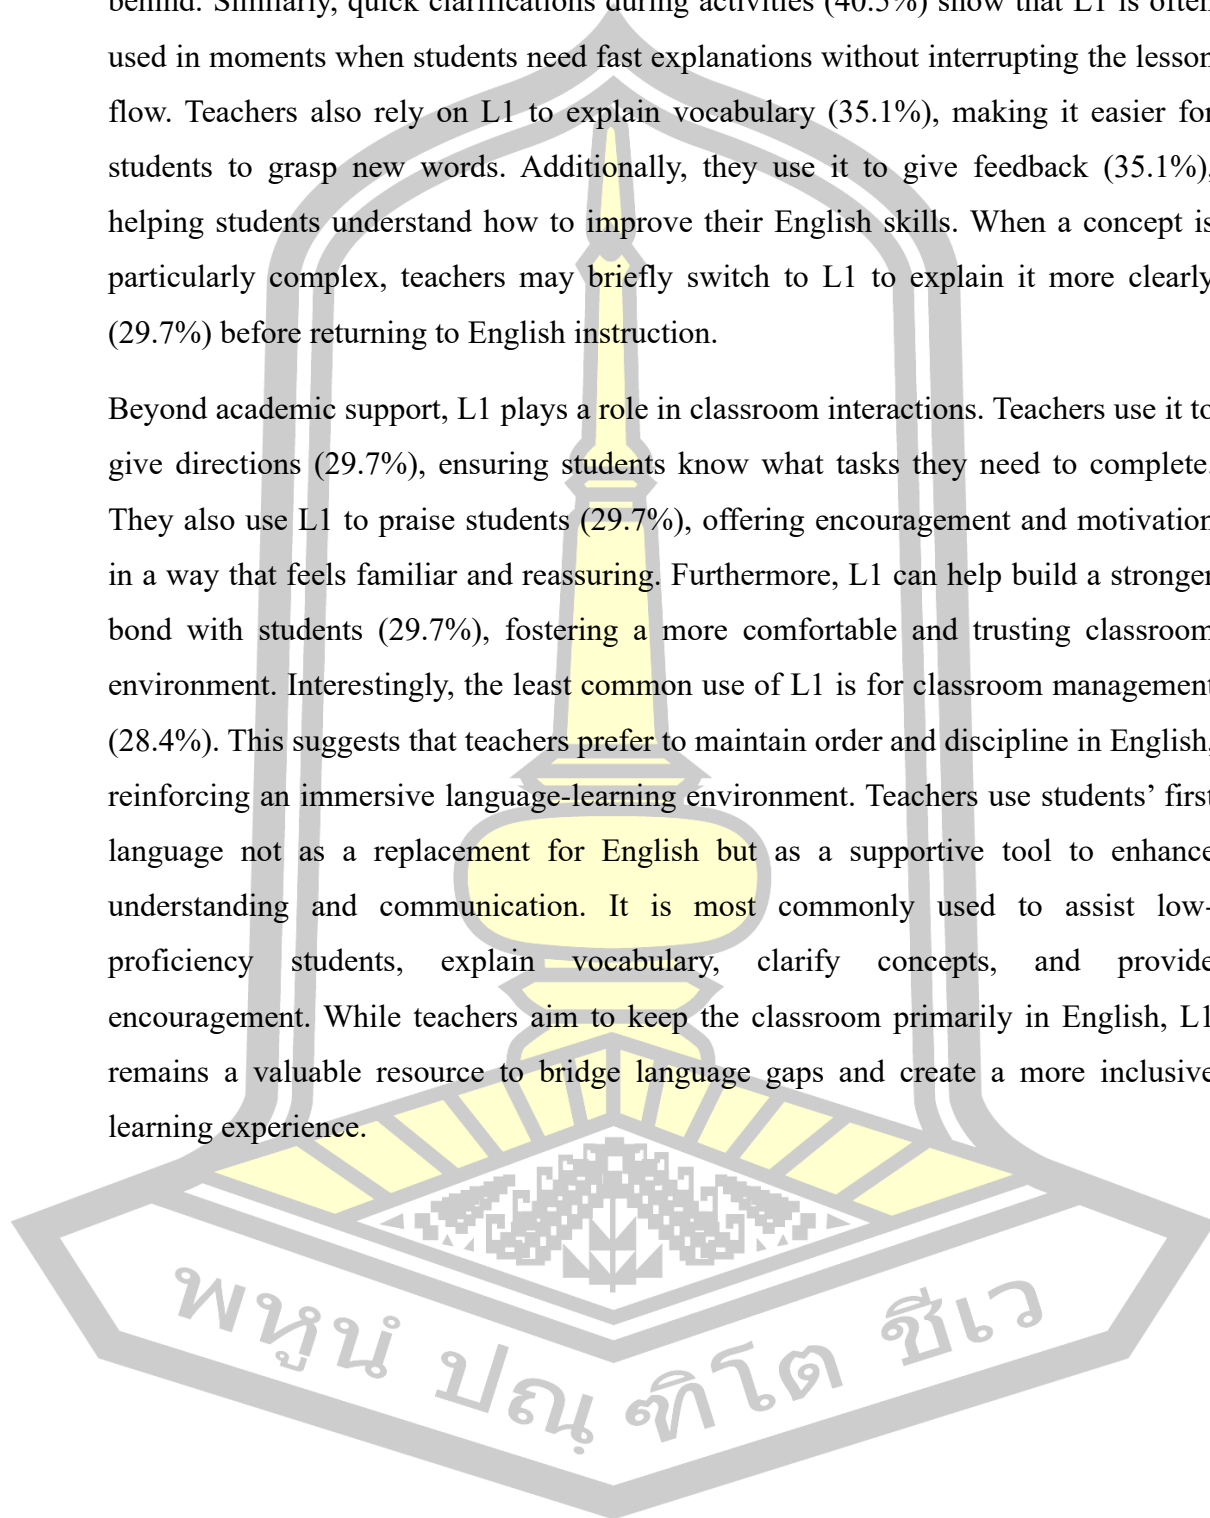 behind. Similarly, quick clarifications during activities (40.5%) show that L1 is often
used in moments when students need fast explanations without interrupting the lesson
flow. Teachers also rely on L1 to explain vocabulary (35.1%), making it easier for
students to grasp new words. Additionally, they use it to give feedback (35.1%),
helping students understand how to improve their English skills. When a concept is
particularly complex, teachers may briefly switch to L1 to explain it more clearly
(29.7%) before returning to English instruction.
Beyond academic support, L1 plays a role in classroom interactions. Teachers use it to
give directions (29.7%), ensuring students know what tasks they need to complete.
They also use L1 to praise students (29.7%), offering encouragement and motivation
in a way that feels familiar and reassuring. Furthermore, L1 can help build a stronger
bond with students (29.7%), fostering a more comfortable and trusting classroom
environment. Interestingly, the least common use of L1 is for classroom management
(28.4%). This suggests that teachers prefer to maintain order and discipline in English,
reinforcing an immersive language-learning environment. Teachers use students’ first
language not as a replacement for English but as a supportive tool to enhance
understanding and communication. It is most commonly used to assist low-
proficiency students, explain vocabulary, clarify concepts, and provide
encouragement. While teachers aim to keep the classroom primarily in English, L1
remains a valuable resource to bridge language gaps and create a more inclusive
learning experience.
พหูนํ ปณฺฑิโต ชีเว